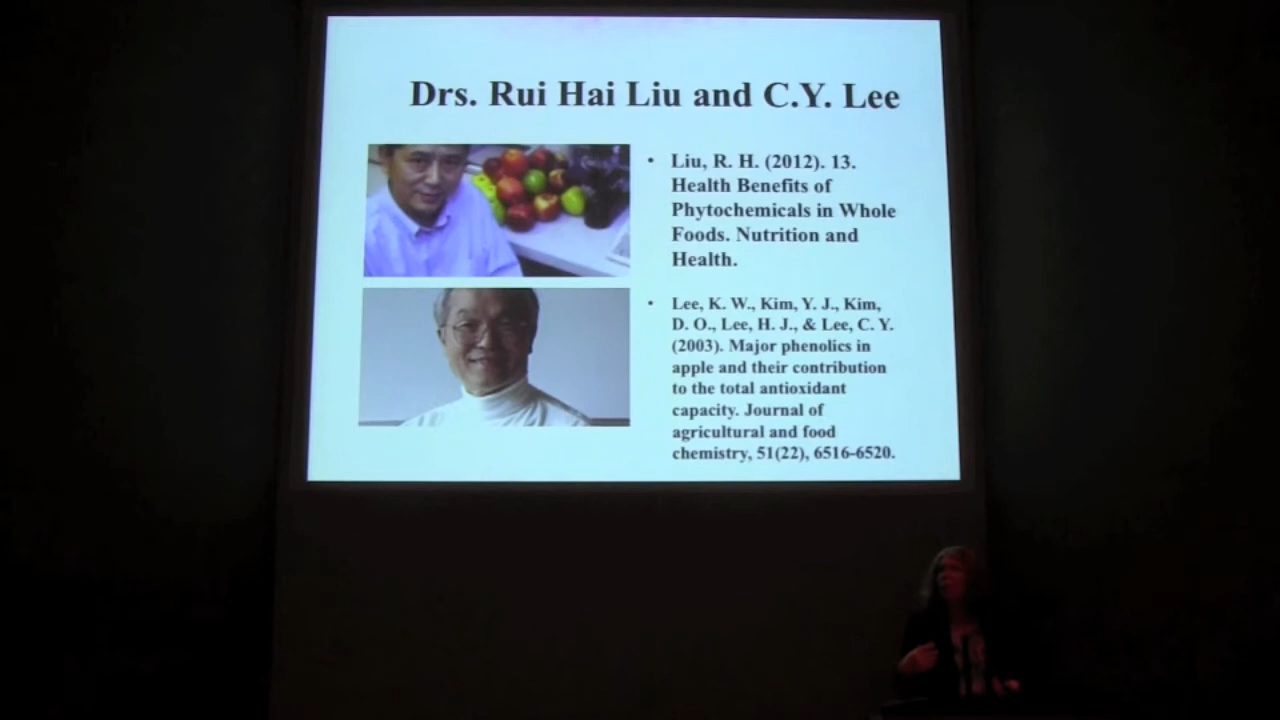 Drs. Rui Hai Liu and C.Y. Lee
• Liu, R. H. (2012). 13.
Health Benefits of
Phytochemicals in Whole
Foods. Nutrition and
Health.
• Lee, K. W., Kim, Y. J., Kim,
D. O., Lee, H. J., & Lee, C. Y.
(2003). Major phenolics in
apple and their contribution
to the total antioxidant
capacity. Journal of
agricultural and food
chemistry, 51(22), 6516-6520.